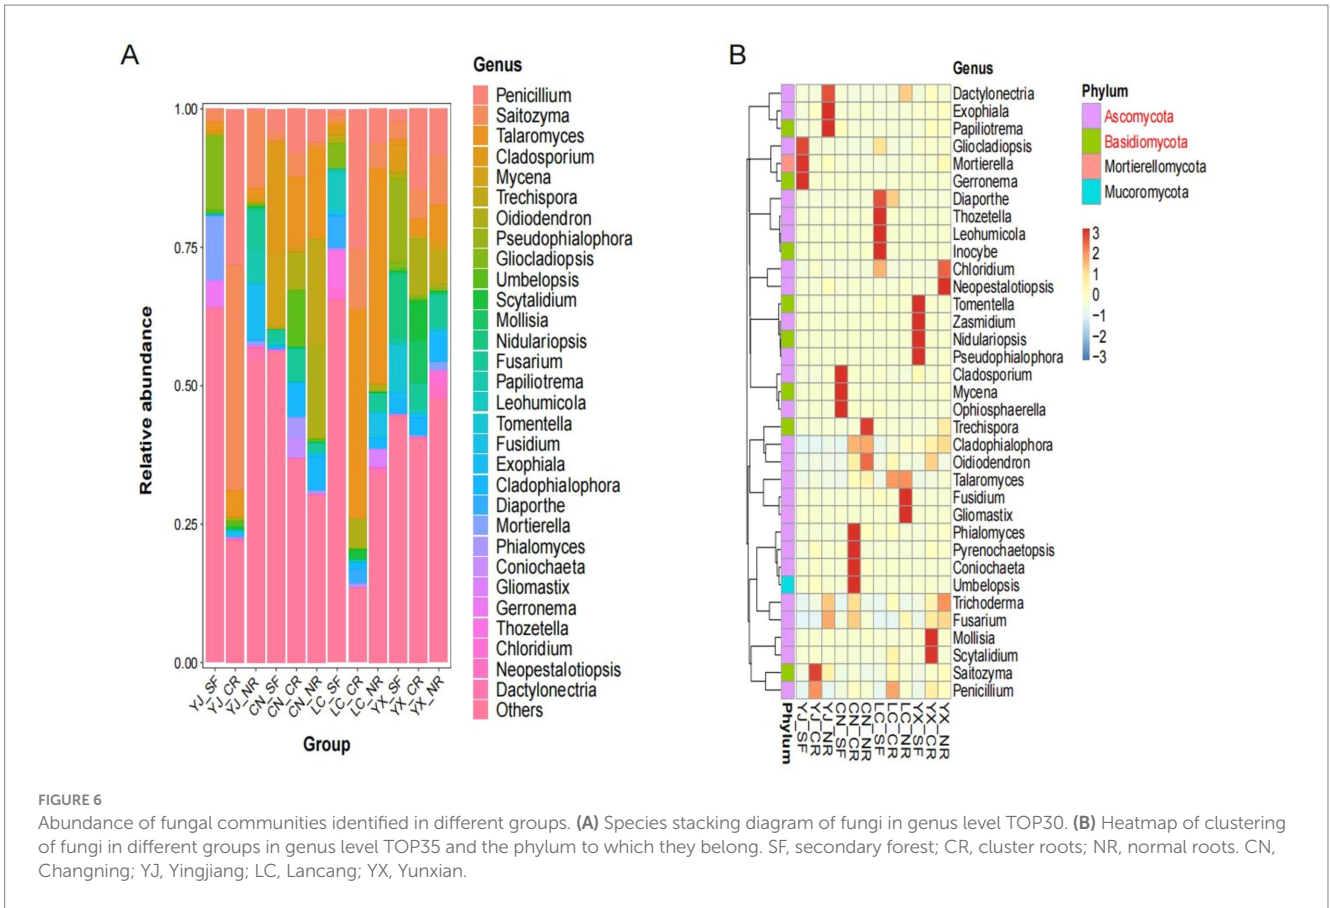 A
Genus
Penicillium
Saitozyma
Talaromyces
Cladosporium
Mycena
Trechispora
Oidiodendron
Pseudophialophora
Gliocladiopsis
Umbelopsis
Scytalidium
Mollisia
Nidulariopsis
Fusarium
Papiliotrema
Leohumicola
Tomentella
Fusidium
Exophiala
Cladophialophora
Diaporthe
Mortierella
Phialomyces
Coniochaeta
Gliomastix
Gerronema
Thozetella
Chloridium
Neopestalotiopsis
Dactylonectria
Others
Relative abundance
1.00
0.75
0.50
0.25
0.00
YJ_SF
YJ_CR
YJ_NR
CN_SF
CN_CR
CN_NR
LC_SF
LC_CR
LC_NR
YX_SF
YX_CR
YX_NR
Group
B
Genus
Dactylonectria
Exophiala
Papiliotrema
Gliocladiopsis
Mortierella
Gerronema
Diaporthe
Thozetella
Leohumicola
Inocybe
Chloridium
Neopestalotiopsis
Tomentella
Zasmidium
Nidulariopsis
Pseudophialophora
Cladosporium
Mycena
Ophiosphaerella
Trechispora
Cladophialophora
Oidiodendron
Talaromyces
Fusidium
Gliomastix
Phialomyces
Pyrenochaetopsis
Coniochaeta
Umbelopsis
Trichoderma
Fusarium
Mollisia
Scytalidium
Saitozyma
Penicillium
Phylum
YJ_SF
YJ_CR
YJ_NR
CN_SF
CN_CR
CN_NR
LC_SF
LC_CR
LC_NR
YX_SF
YX_CR
YX_NR
Phylum
Ascomycota
Basidiomycota
Mortierellomycota
Mucoromycota
3
2
1
0
−1
−2
−3
FIGURE 6
Abundance of fungal communities identified in different groups. (A) Species stacking diagram of fungi in genus level TOP30. (B) Heatmap of clustering
of fungi in different groups in genus level TOP35 and the phylum to which they belong. SF, secondary forest; CR, cluster roots; NR, normal roots. CN,
Changning; YJ, Yingjiang; LC, Lancang; YX, Yunxian.